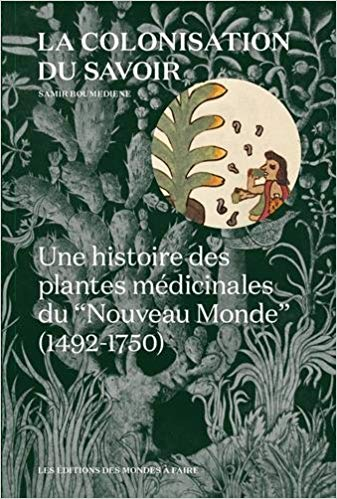 LA COLONISATION
DU SAVOIR
SAMIR BOUMEDIENE
Une histoire des
plantes médicinales
du “Nouveau Monde”
(1492-1750)
LES ÉDITIONS DES MONDES À FAIRE